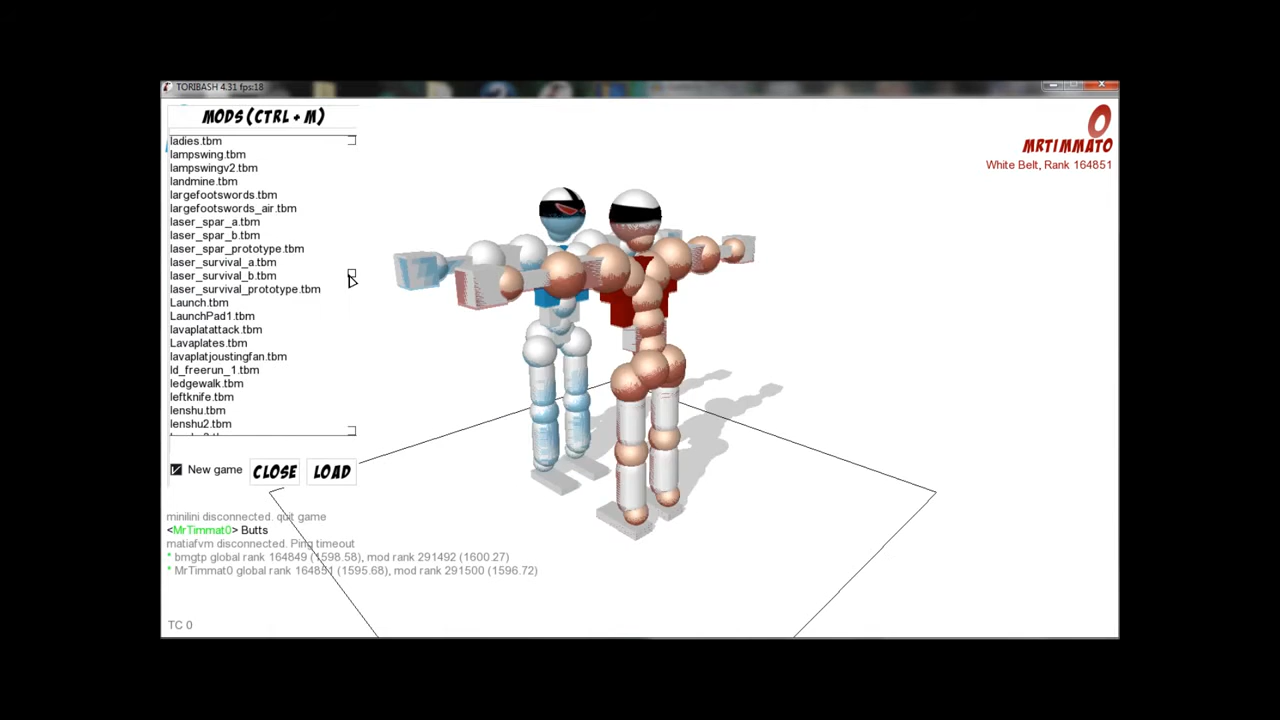 TORIBASH 4.31 fps:18
MODS (CTRL + M)
ladies.tbm
lampswing.tbm
lampswingv2.tbm
landmine.tbm
largefootswords.tbm
largefootswords_air.tbm
laser_spar_a.tbm
laser_spar_b.tbm
laser_spar_prototype.tbm
laser_survival_a.tbm
laser_survival_b.tbm
laser_survival_prototype.tbm
Launch.tbm
LaunchPad1.tbm
lavaplatattack.tbm
Lavaplates.tbm
lavaplatjoustingfan.tbm
ld_freerun_1.tbm
ledgewalk.tbm
leftknife.tbm
lenshu.tbm
lenshu2.tbm
New game
CLOSE
LOAD
0
MRTIMMAT0
White Belt, Rank 164851
minilini disconnected. quit game
<MrTimmat0> Butts
matiafvm disconnected. Ping timeout
* bmgtp global rank 164849 (1598.58), mod rank 291492 (1600.27)
* MrTimmat0 global rank 164851 (1595.68), mod rank 291500 (1596.72)
TC 0